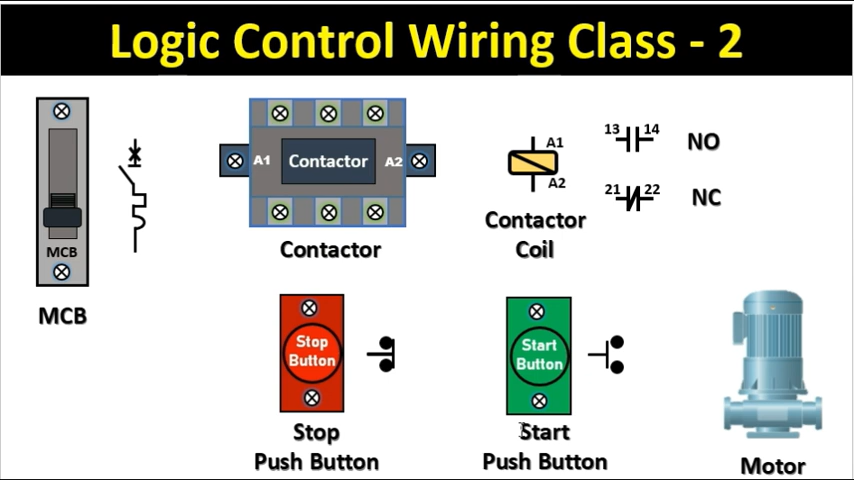 Logic Control Wiring Class - 2
MCB
MCB
A1
Contactor
A2
Contactor
A1
A2
Contactor
Coil
13
14
NO
21
22
NC
Stop
Button
Stop
Push Button
Start
Button
Start
Push Button
Motor